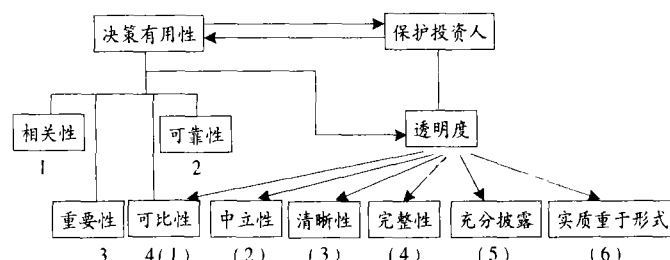 决策有用性 保护投资人
相关性 可靠性 透明度
1 2
重要性 可比性 中立性 清晰性 完整性 充分披露 实质重于形式
3 4(1) (2) (3) (4) (5) (6)